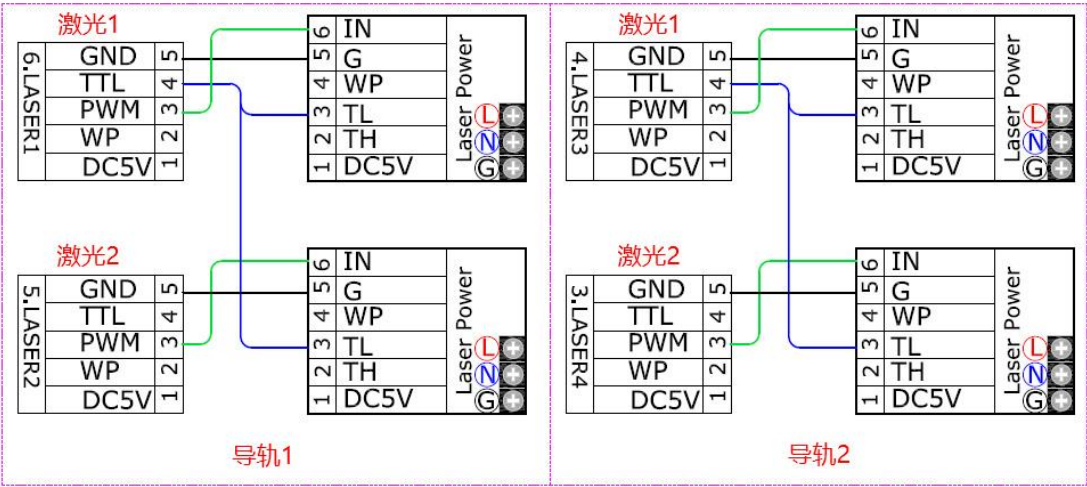 激光1
6.LASER1
GND 5
TTL 4
PWM 3
WP 2
DC5V 1
6 IN
5 G
4 WP
3 TL
2 TH
1 DC5V
Laser Power
L
N
G
激光2
5.LASER2
GND 5
TTL 4
PWM 3
WP 2
DC5V 1
6 IN
5 G
4 WP
3 TL
2 TH
1 DC5V
Laser Power
L
N
G
导轨1
激光1
4.LASER3
GND 5
TTL 4
PWM 3
WP 2
DC5V 1
6 IN
5 G
4 WP
3 TL
2 TH
1 DC5V
Laser Power
L
N
G
激光2
3.LASER4
GND 5
TTL 4
PWM 3
WP 2
DC5V 1
6 IN
5 G
4 WP
3 TL
2 TH
1 DC5V
Laser Power
L
N
G
导轨2